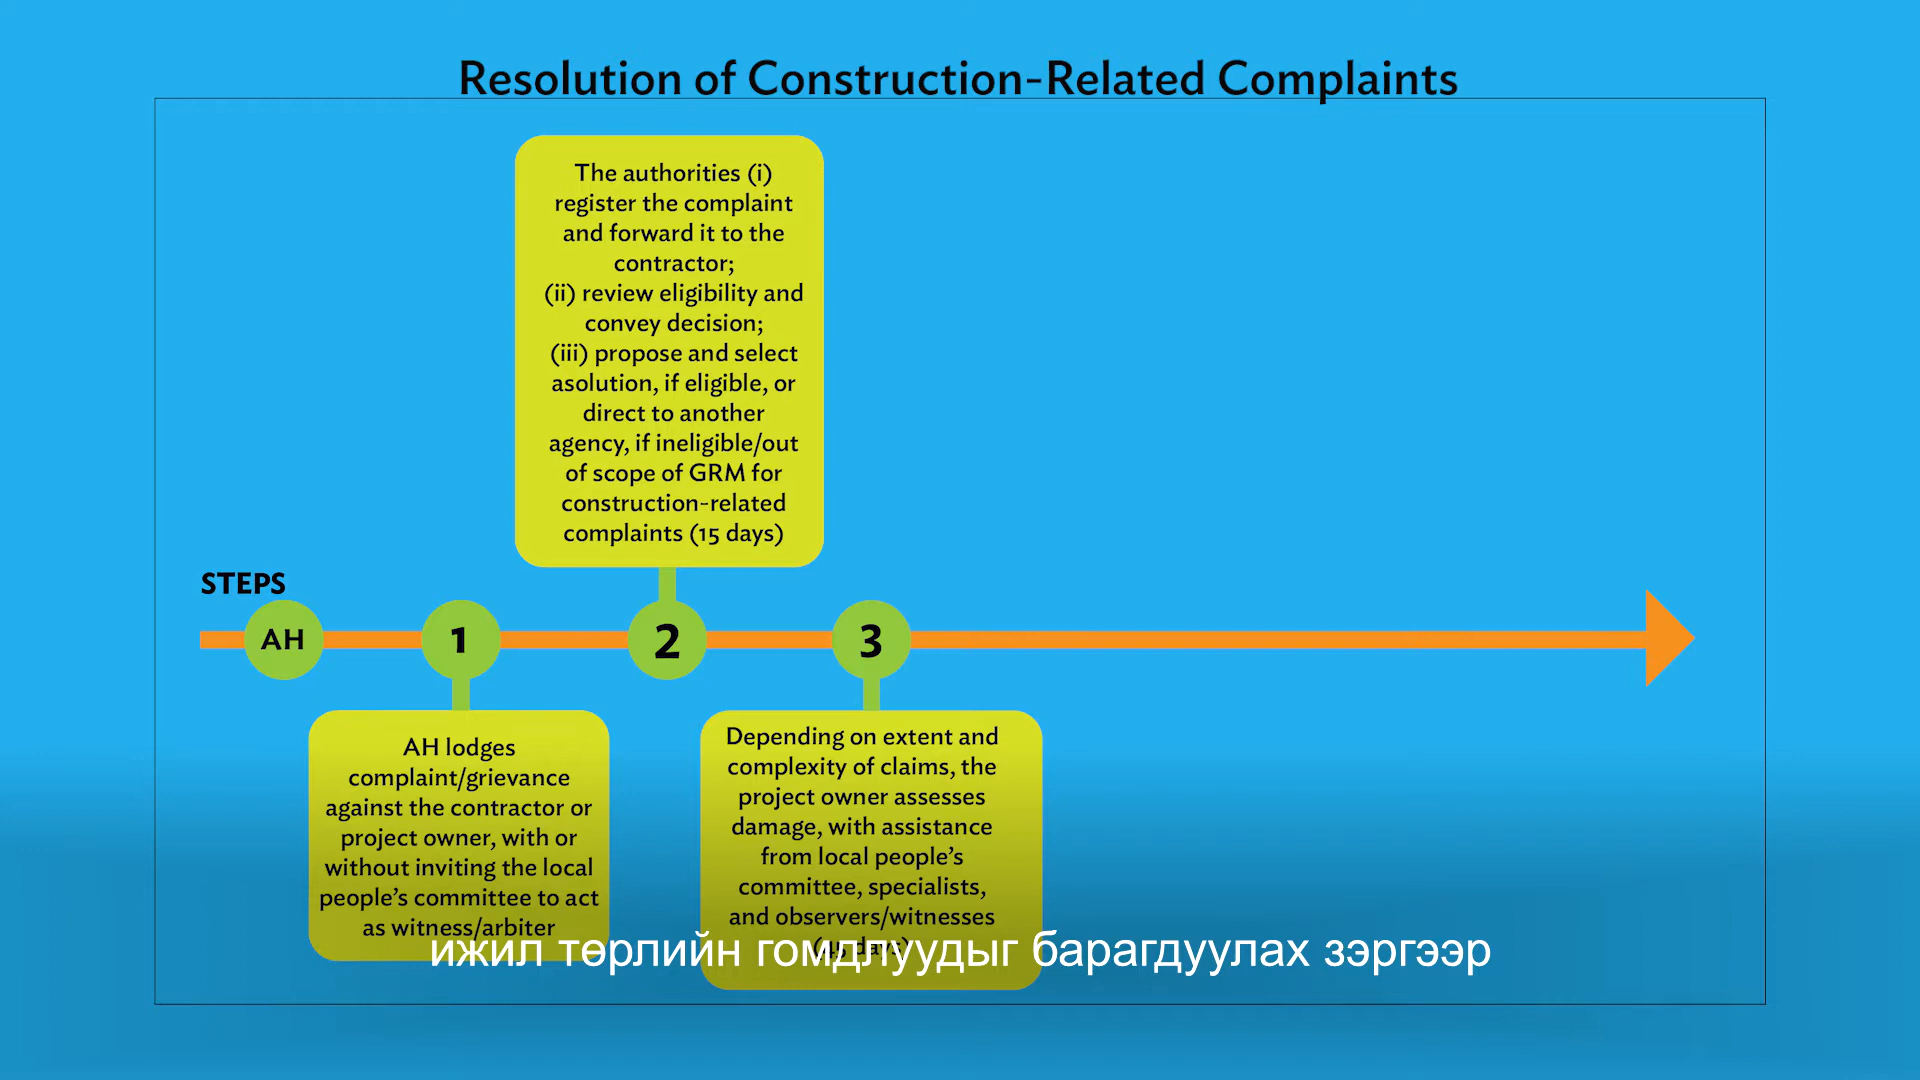 Resolution of Construction-Related Complaints
The authorities (i)
register the complaint
and forward it to the
contractor;
(ii) review eligibility and
convey decision;
(iii) propose and select
asolution, if eligible, or
direct to another
agency, if ineligible/out
of scope of GRM for
construction-related
complaints (15 days)
STEPS
AH
1
2
3
AH lodges
complaint/grievance
against the contractor or
project owner, with or
without inviting the local
people's committee to act
as witness/arbiter
Depending on extent and
complexity of claims, the
project owner assesses
damage, with assistance
from local people's
committee, specialists,
and observers/witnesses
ижил төрлийн гомдлуудыг барагдуулах зэргээр